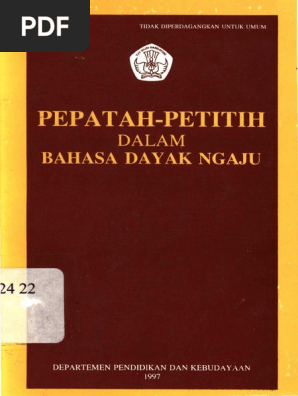 PDF
TIDAK DIPERDAGANGKAN UNTUK UMUM
PEPATAH-PETITIH
DALAM
BAHASA DAYAK NGAJU
24 22
DEPARTEMEN PENDIDIKAN DAN KEBUDAYAAN
1997